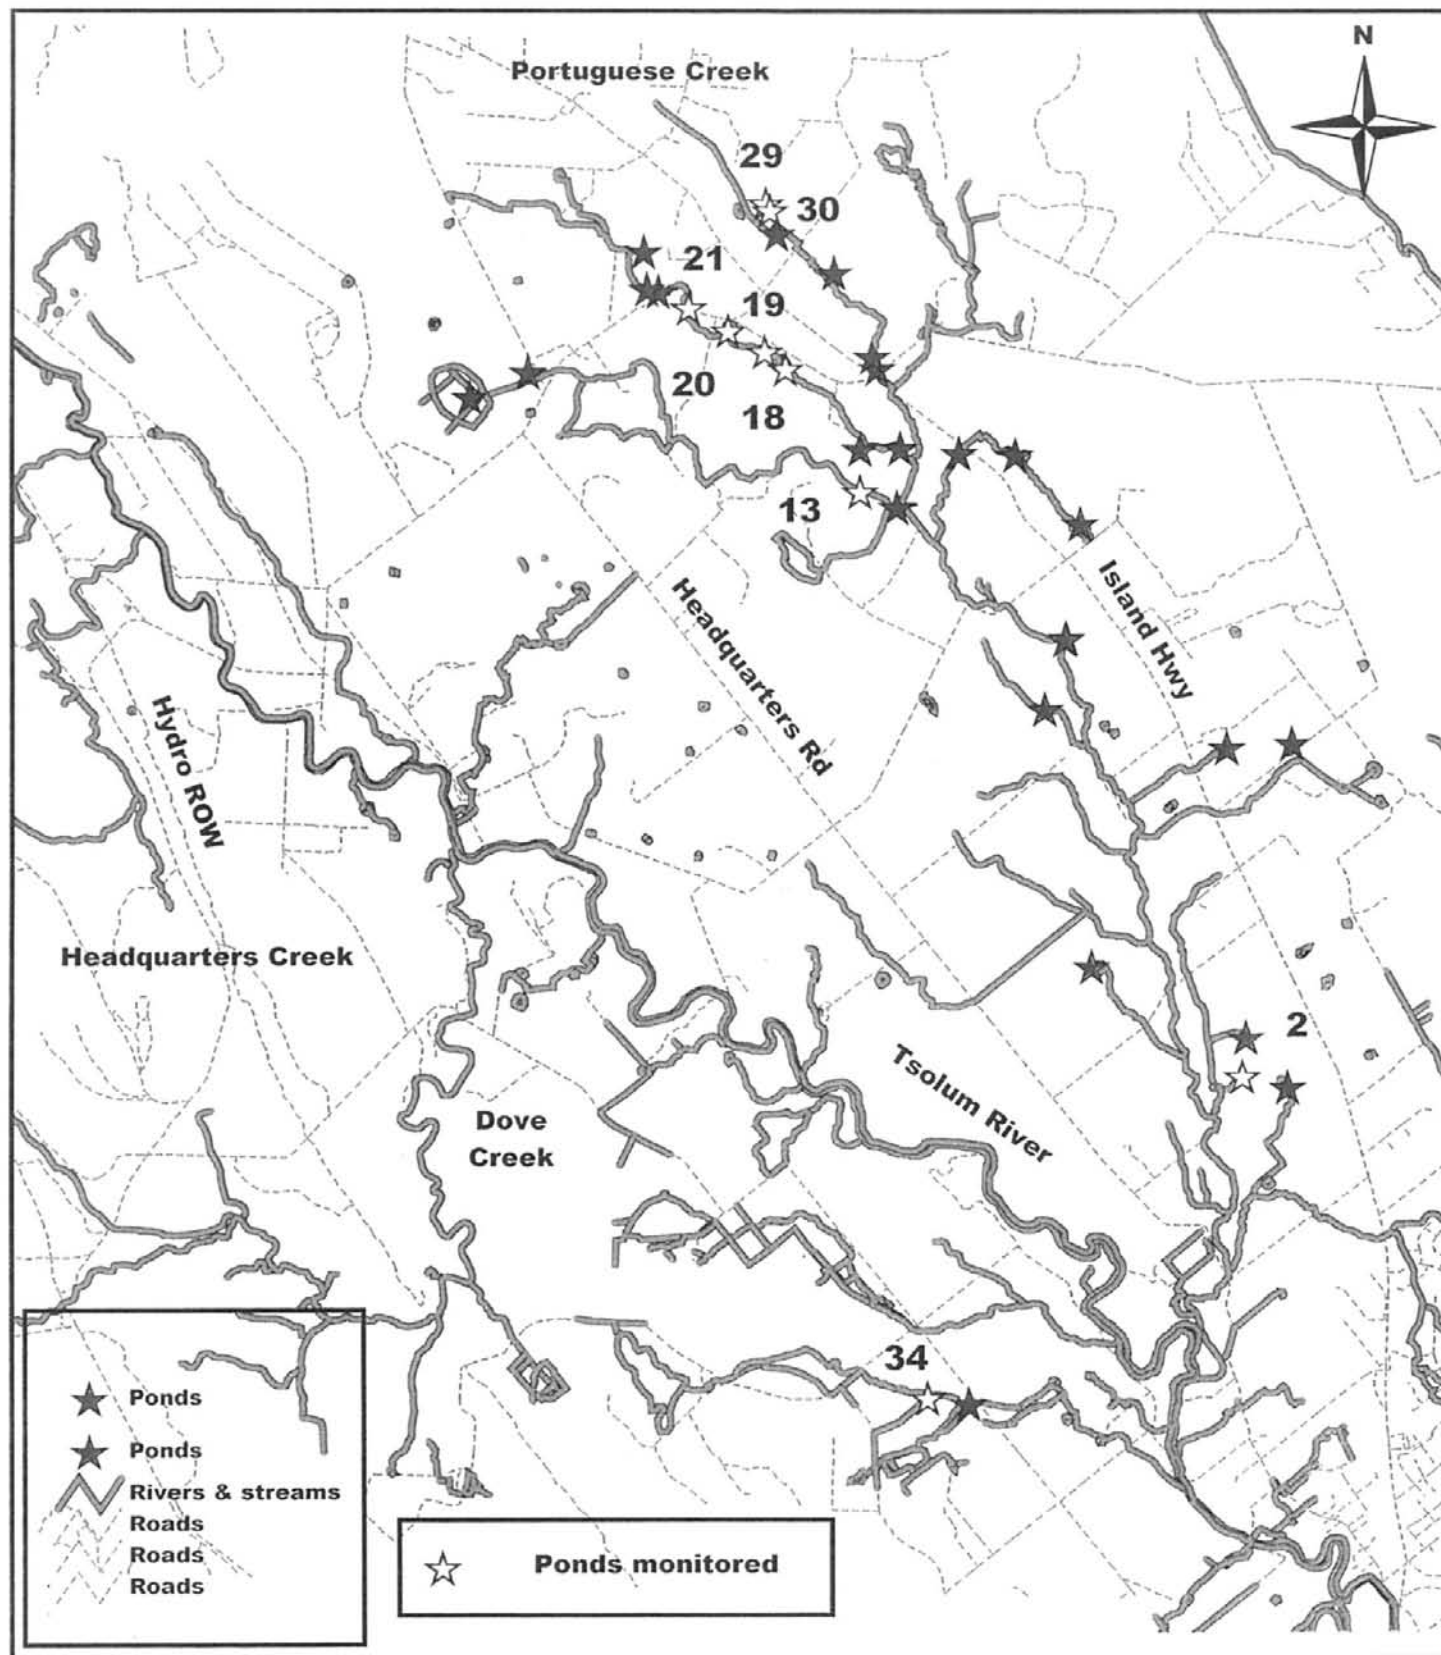 N
Portuguese Creek
29
30
21
19
20
18
13
Island Hwy
Headquarters Rd
Hydro ROW
Headquarters Creek
2
Tsolum River
Dove
Creek
34
Ponds
Ponds
Rivers & streams
Roads
Roads
Roads
Ponds monitored